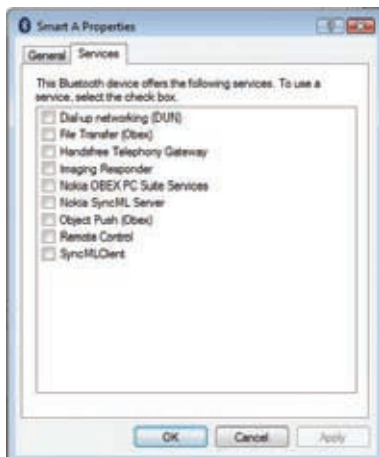 Smart A Properties
General
Services
This Bluetooth device offers the following services. To use a
service, select the check box.
Dial-up networking (DUN)
File Transfer (Obex)
Handsfree Telephony Gateway
Imaging Responder
Nokia OBEX PC Suite Services
Nokia SyncML Server
Object Push (Obex)
Remote Control
SyncMLClient
OK
Cancel
Apply